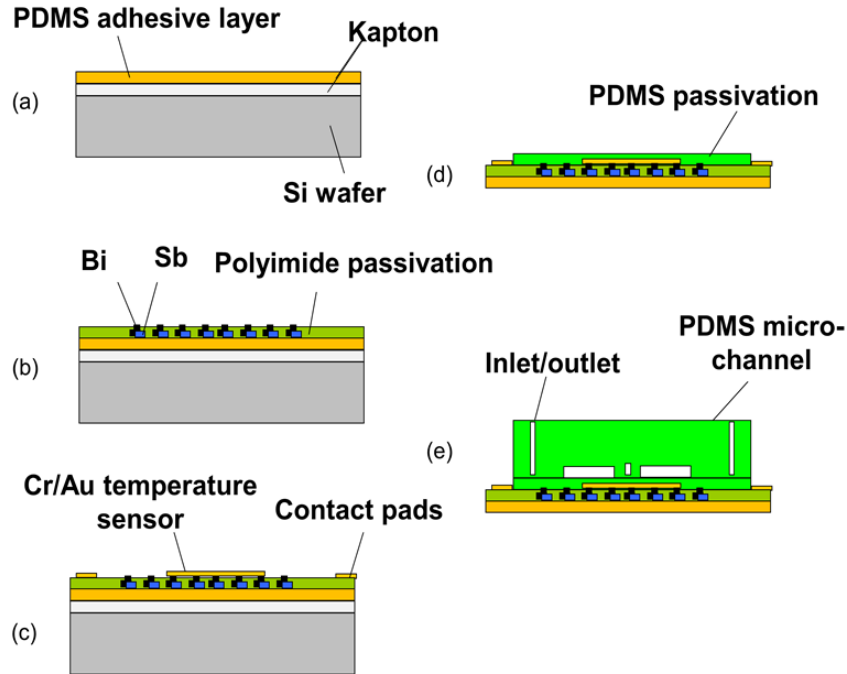 PDMS adhesive layer
Kapton
(a)
Si wafer
Bi
Sb
Polyimide passivation
(b)
Cr/Au temperature
sensor
Contact pads
(c)
PDMS passivation
(d)
PDMS micro-
channel
Inlet/outlet
(e)